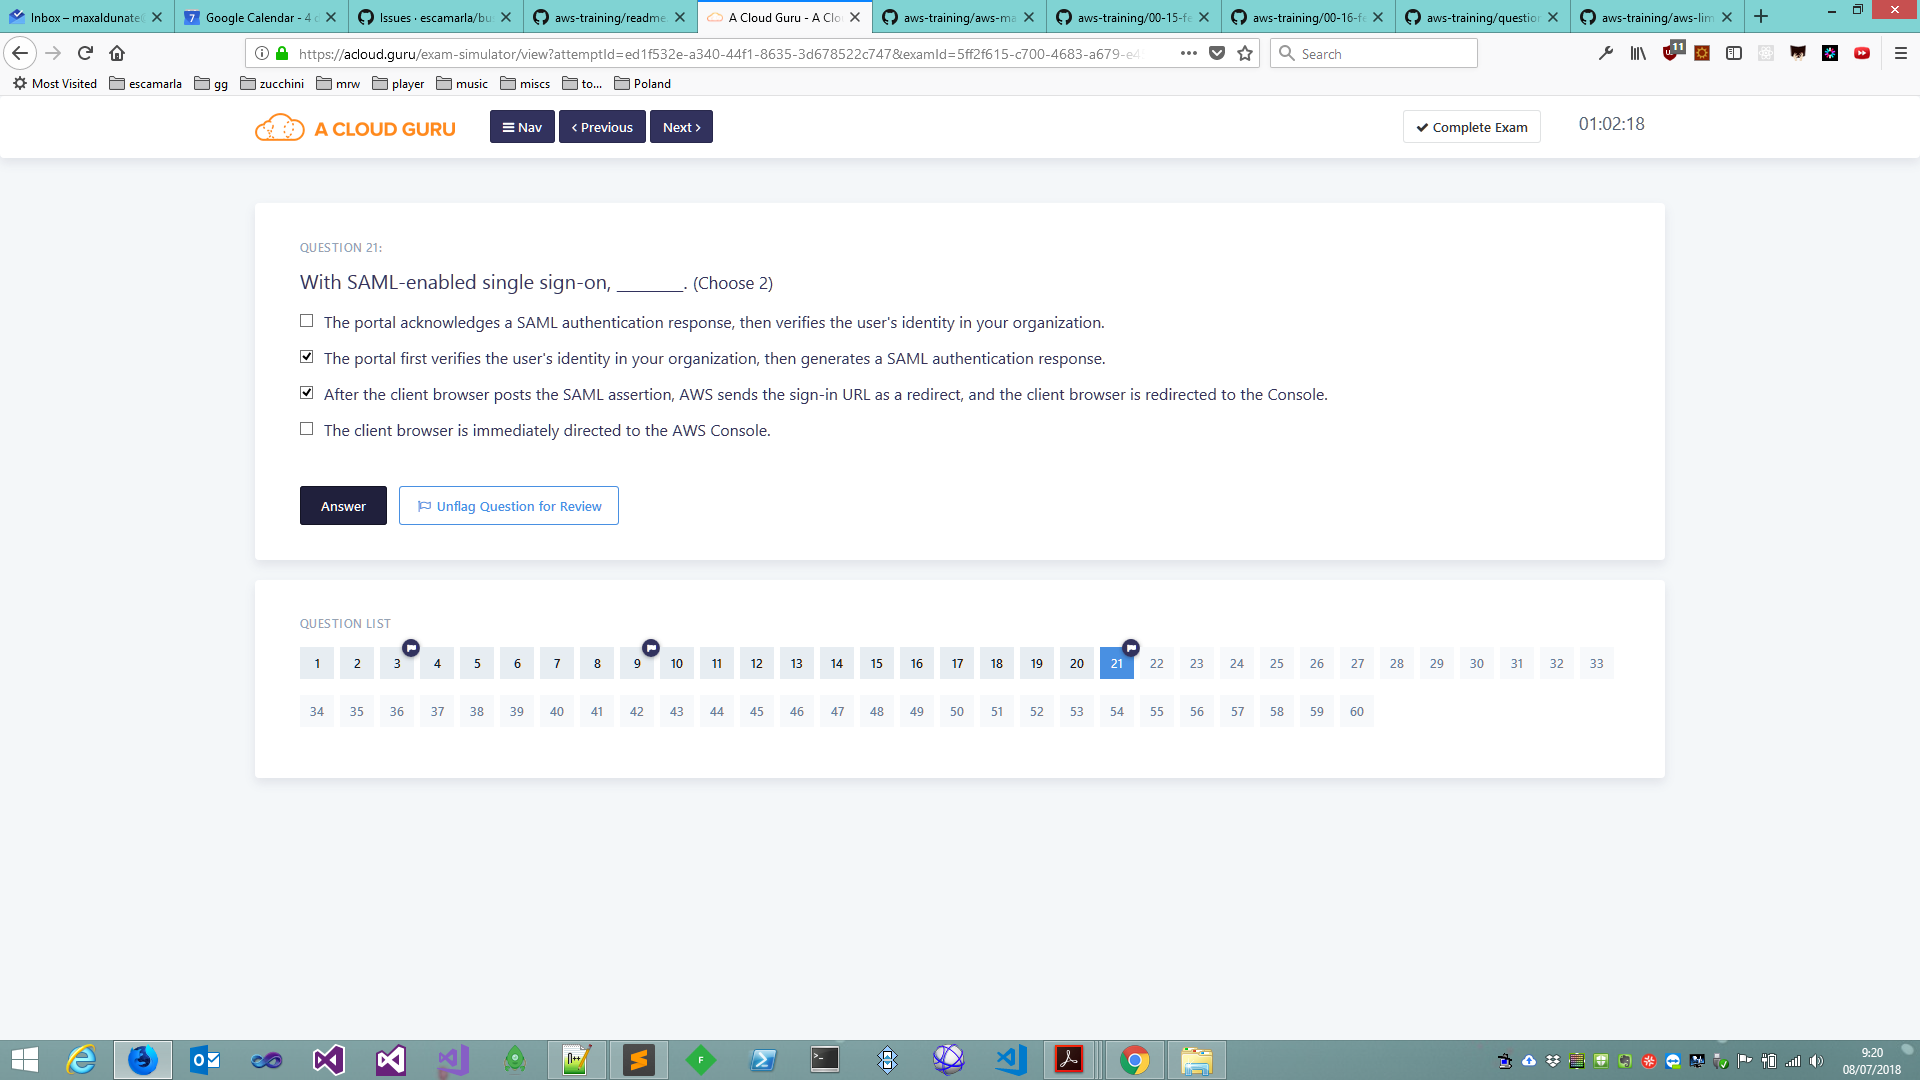 Inbox – maxaldunate
Google Calendar - 4
Issues · escamarla/bu
aws-training/readme.
A Cloud Guru - A Clo
aws-training/aws-ma
aws-training/00-15-fe
aws-training/00-16-fe
aws-training/question
aws-training/aws-lim
https://acloud.guru/exam-simulator/view?attemptId=ed1f532e-a340-44f1-8635-3d678522c747&examId=5ff2f615-c700-4683-a679-e4
Search
11
Most Visited escamarla gg zucchini mrw player music miscs to... Poland
A CLOUD GURU
Nav
Previous
Next
Complete Exam
01:02:18
QUESTION 21:
With SAML-enabled single sign-on, ________. (Choose 2)
The portal acknowledges a SAML authentication response, then verifies the user's identity in your organization.
The portal first verifies the user's identity in your organization, then generates a SAML authentication response.
After the client browser posts the SAML assertion, AWS sends the sign-in URL as a redirect, and the client browser is redirected to the Console.
The client browser is immediately directed to the AWS Console.
Answer
Unflag Question for Review
QUESTION LIST
1 2 3 4 5 6 7 8 9 10 11 12 13 14 15 16 17 18 19 20 21 22 23 24 25 26 27 28 29 30 31 32 33
34 35 36 37 38 39 40 41 42 43 44 45 46 47 48 49 50 51 52 53 54 55 56 57 58 59 60
9:20
08/07/2018